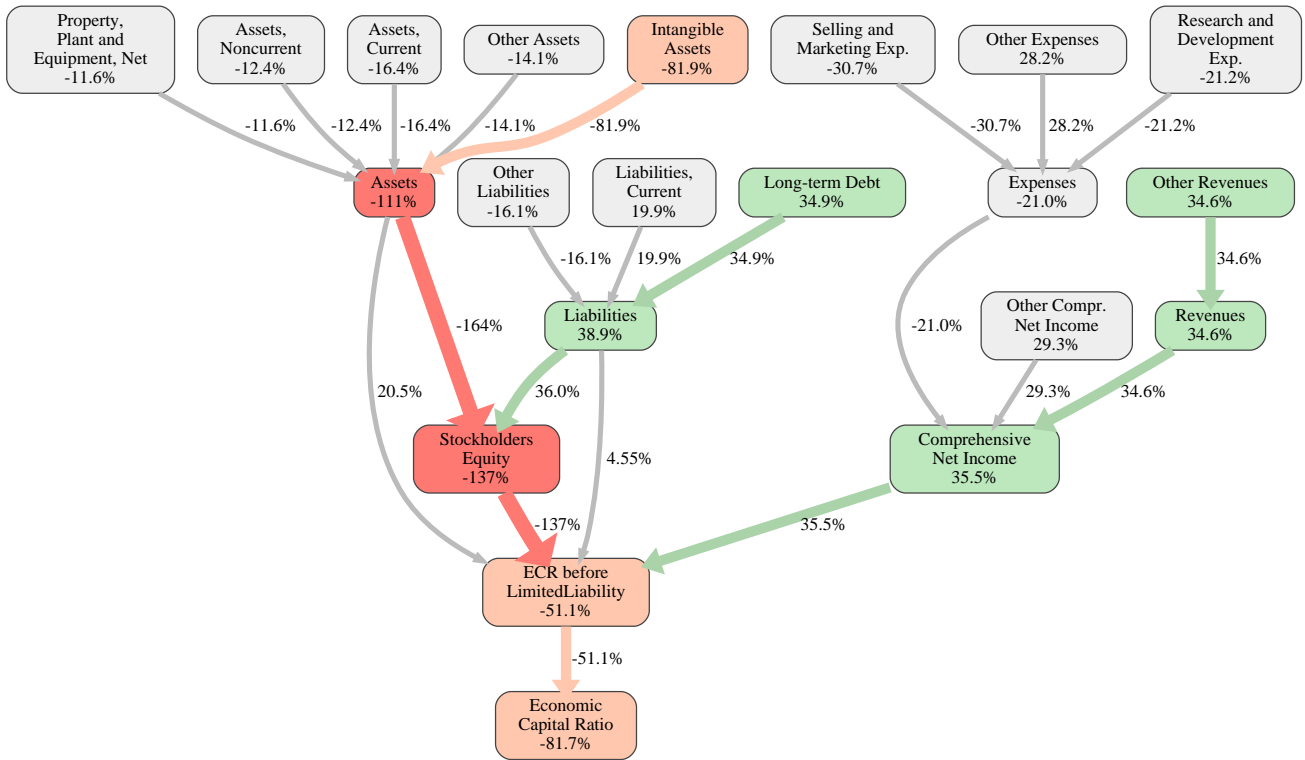 Property,
Plant and
Equipment, Net
-11.6%
Assets,
Noncurrent
-12.4%
Assets,
Current
-16.4%
Other Assets
-14.1%
Intangible
Assets
-81.9%
Selling and
Marketing Exp.
-30.7%
Other Expenses
28.2%
Research and
Development
Exp.
-21.2%
-11.6%
-12.4%
-16.4%
-14.1%
-81.9%
-30.7%
28.2%
-21.2%
Assets
-111%
Other
Liabilities
-16.1%
Liabilities,
Current
19.9%
Long-term Debt
34.9%
Expenses
-21.0%
Other Revenues
34.6%
-16.1%
19.9%
34.9%
34.6%
-164%
Liabilities
38.9%
-21.0%
Other Compr.
Net Income
29.3%
Revenues
34.6%
20.5%
36.0%
29.3%
34.6%
Stockholders
Equity
-137%
4.55%
Comprehensive
Net Income
35.5%
-137%
35.5%
ECR before
LimitedLiability
-51.1%
-51.1%
Economic
Capital Ratio
-81.7%